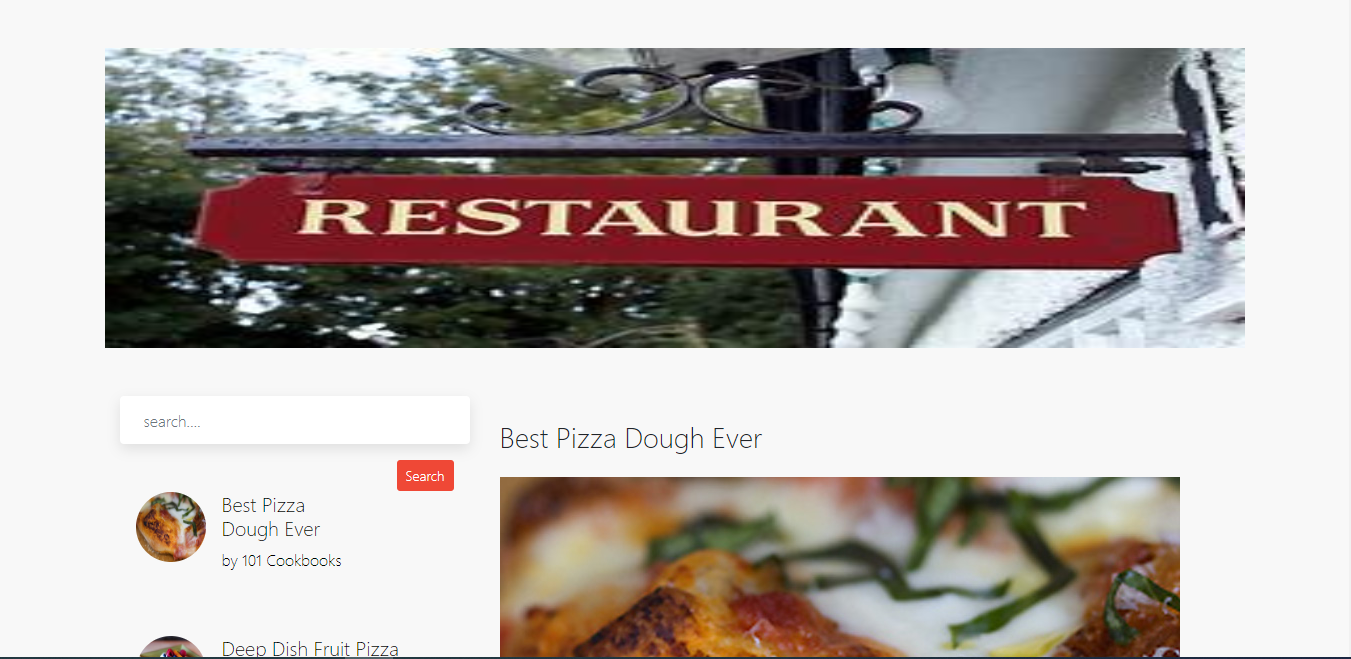 RESTAURANT
search....
Search
Best Pizza
Dough Ever
by 101 Cookbooks
Deep Dish Fruit Pizza
Best Pizza Dough Ever